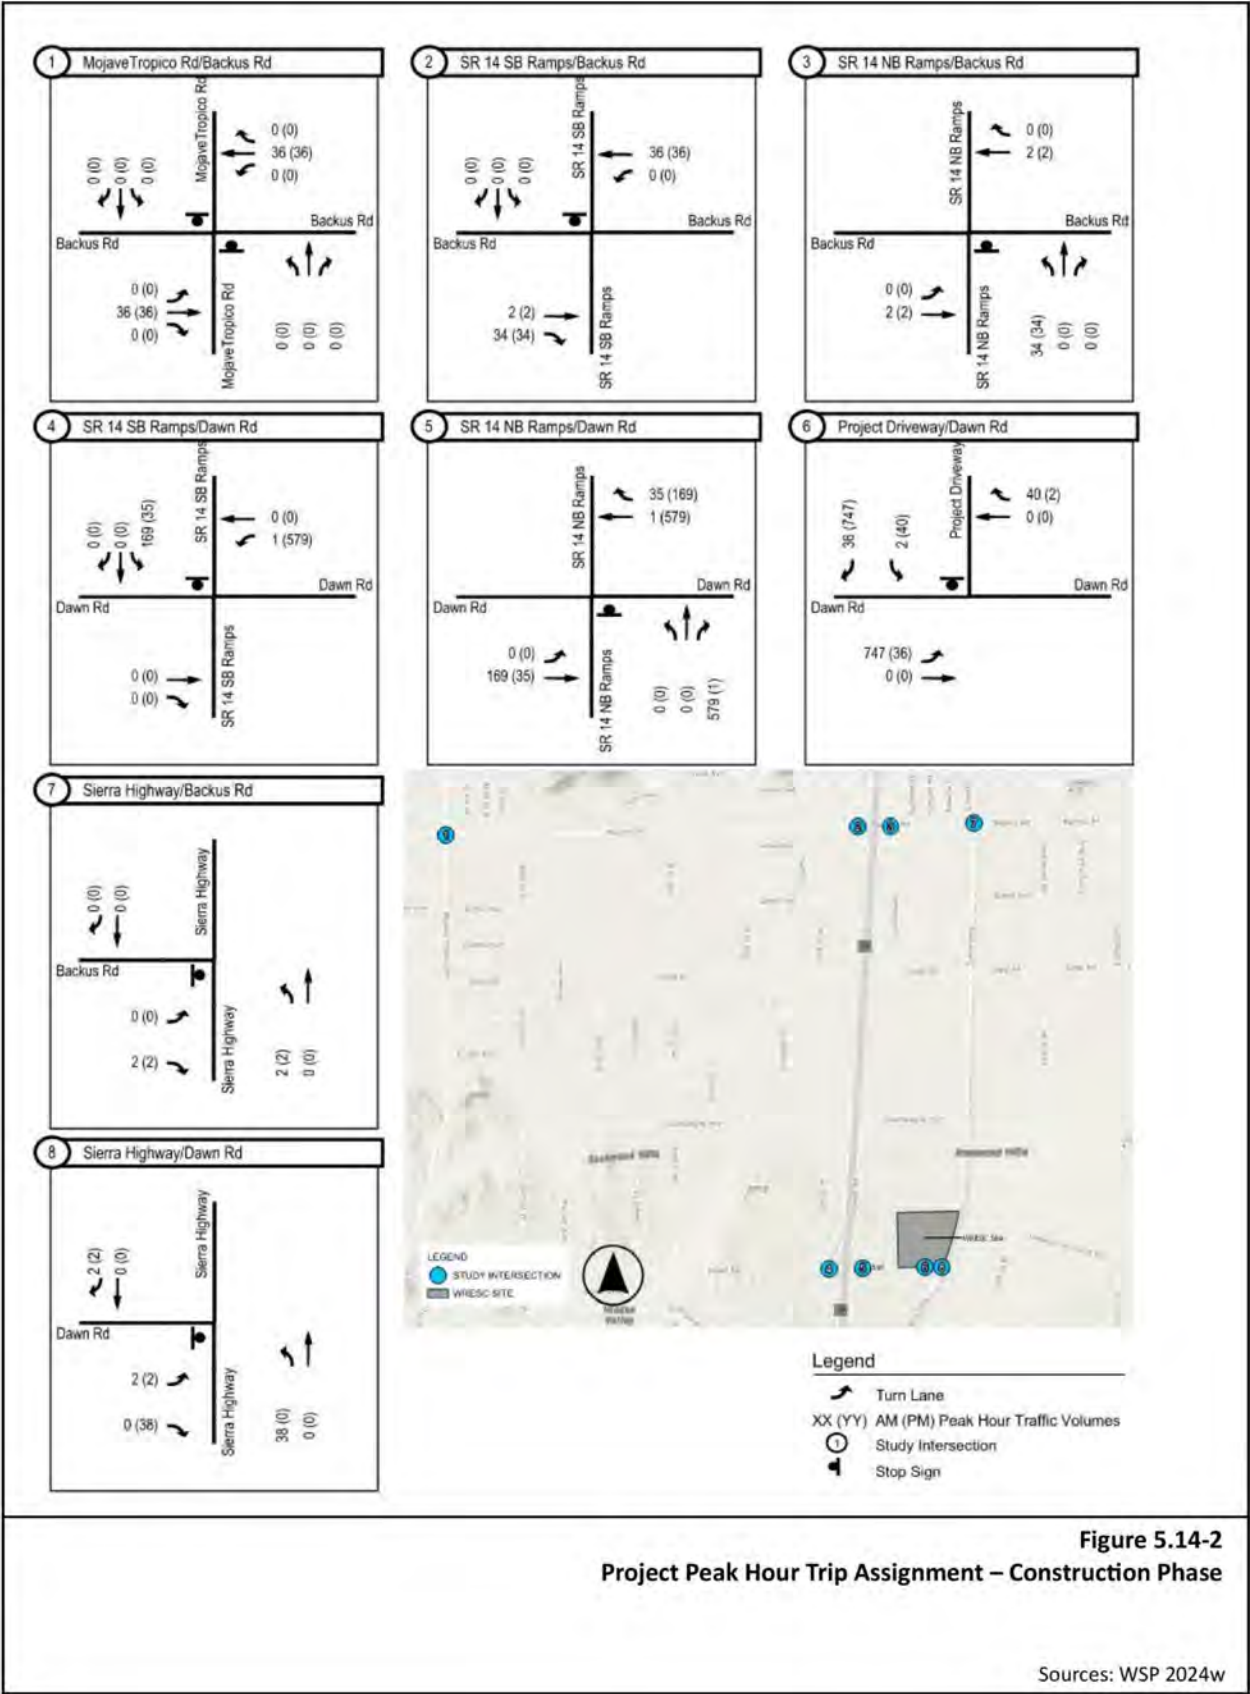 1 MojaveTropico Rd/Backus Rd
MojaveTropico Rd
0 (0)
0 (0)
0 (0)
0 (0)
36 (36)
0 (0)
Backus Rd
Backus Rd
0 (0)
36 (36)
0 (0)
MojaveTropico Rd
0 (0)
0 (0)
0 (0)
2 SR 14 SB Ramps/Backus Rd
SR 14 SB Ramps
0 (0)
0 (0)
0 (0)
36 (36)
0 (0)
Backus Rd
Backus Rd
2 (2)
34 (34)
SR 14 SB Ramps
3 SR 14 NB Ramps/Backus Rd
SR 14 NB Ramps
0 (0)
2 (2)
Backus Rd
Backus Rd
0 (0)
2 (2)
SR 14 NB Ramps
34 (34)
0 (0)
0 (0)
4 SR 14 SB Ramps/Dawn Rd
SR 14 SB Ramps
0 (0)
0 (0)
169 (35)
0 (0)
1 (579)
Dawn Rd
Dawn Rd
0 (0)
0 (0)
SR 14 SB Ramps
5 SR 14 NB Ramps/Dawn Rd
SR 14 NB Ramps
35 (169)
1 (579)
Dawn Rd
Dawn Rd
0 (0)
169 (35)
SR 14 NB Ramps
0 (0)
0 (0)
579 (1)
6 Project Driveway/Dawn Rd
Project Driveway
36 (747)
2 (40)
40 (2)
0 (0)
Dawn Rd
Dawn Rd
747 (36)
0 (0)
7 Sierra Highway/Backus Rd
Sierra Highway
0 (0)
0 (0)
Backus Rd
0 (0)
2 (2)
Sierra Highway
2 (2)
0 (0)
8 Sierra Highway/Dawn Rd
Sierra Highway
2 (2)
0 (0)
Dawn Rd
2 (2)
0 (38)
Sierra Highway
38 (0)
0 (0)
WRESC Site
LEGEND
STUDY INTERSECTION
WRESC SITE
Legend
Turn Lane
XX (YY) AM (PM) Peak Hour Traffic Volumes
1 Study Intersection
Stop Sign
Figure 5.14-2
Project Peak Hour Trip Assignment – Construction Phase
Sources: WSP 2024w